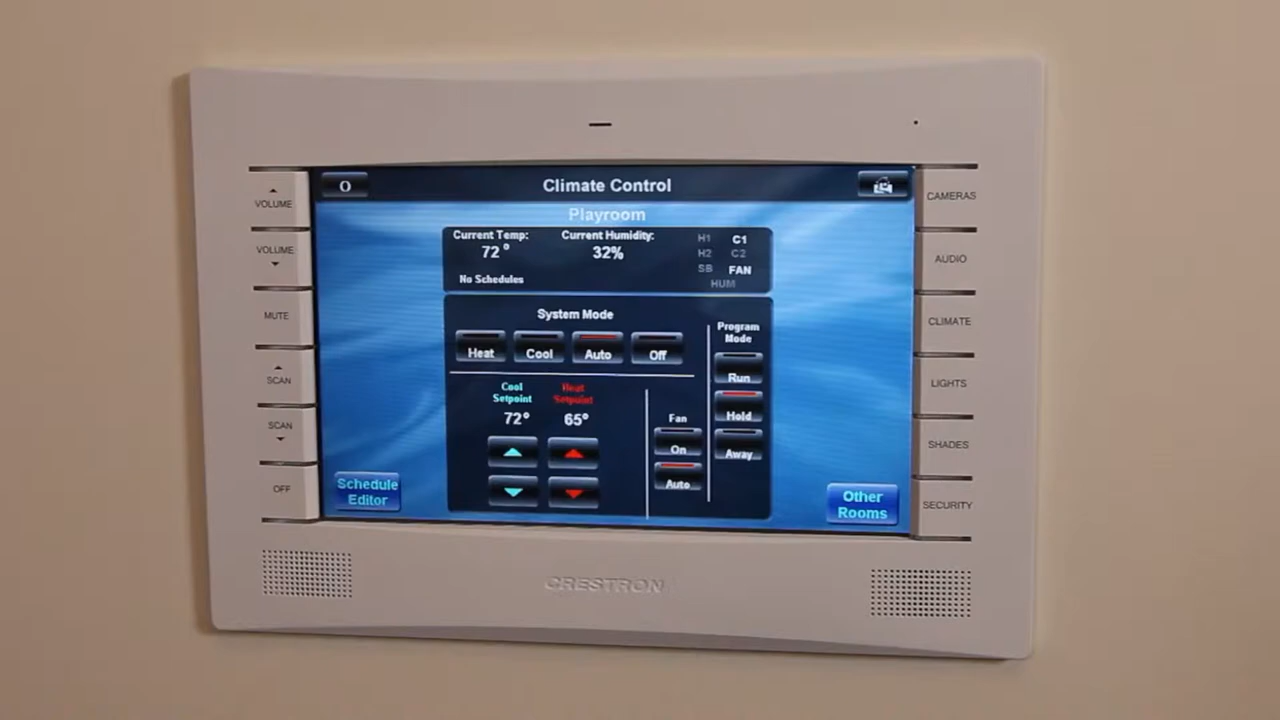 O
Climate Control
Playroom
Current Temp:
72°
Current Humidity:
32%
No Schedules
H1 C1
H2 C2
SB FAN
HUM
System Mode
Heat Cool Auto Off
Cool
Setpoint
72°
Heat
Setpoint
65°
Fan
On
Auto
Program
Mode
Run
Hold
Away
Schedule
Editor
Other
Rooms
VOLUME
VOLUME
MUTE
SCAN
SCAN
OFF
CAMERAS
AUDIO
CLIMATE
LIGHTS
SHADES
SECURITY
CRESTRON